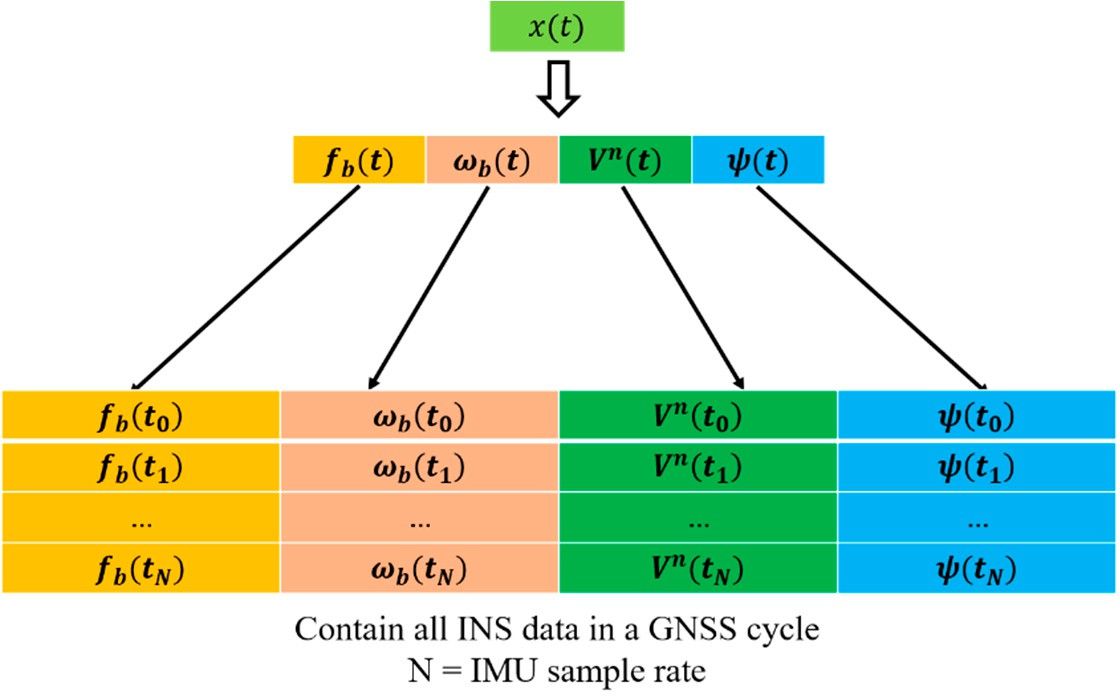 x(t)
f_b(t) ω_b(t) V^n(t) ψ(t)
f_b(t_0) ω_b(t_0) V^n(t_0) ψ(t_0)
f_b(t_1) ω_b(t_1) V^n(t_1) ψ(t_1)
... ... ... ...
f_b(t_N) ω_b(t_N) V^n(t_N) ψ(t_N)
Contain all INS data in a GNSS cycle
N = IMU sample rate